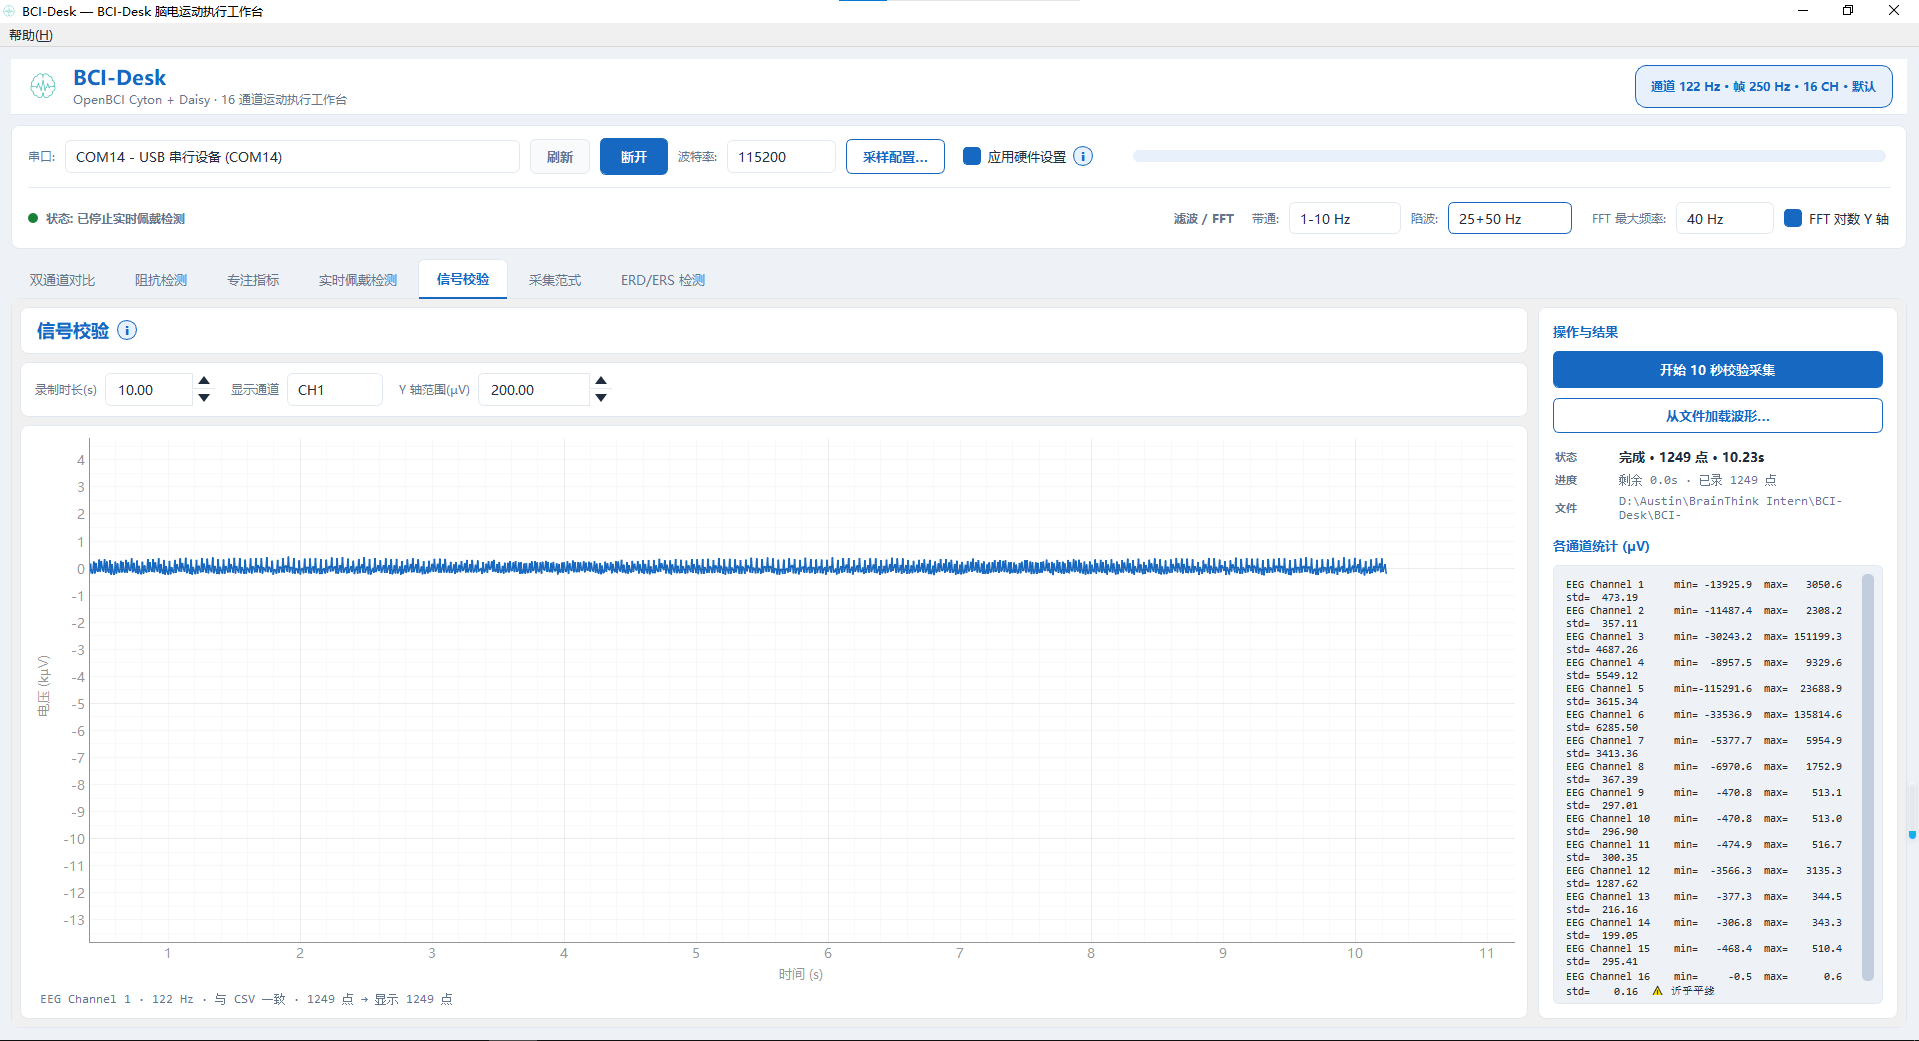 BCI-Desk — BCI-Desk 脑电运动执行工作台
帮助(H)
BCI-Desk
OpenBCI Cyton + Daisy · 16 通道运动执行工作台
通道 122 Hz • 帧 250 Hz • 16 CH • 默认
串口: COM14 - USB 串行设备 (COM14) 刷新 断开 波特率: 115200 采样配置... 应用硬件设置 i
状态: 已停止实时佩戴检测 滤波 / FFT 带通: 1-10 Hz 陷波: 25+50 Hz FFT 最大频率: 40 Hz FFT 对数 Y 轴
双通道对比 阻抗检测 专注指标 实时佩戴检测 信号校验 采集范式 ERD/ERS 检测
信号校验 i
录制时长(s) 10.00 显示通道 CH1 Y 轴范围(μV) 200.00
4
3
2
1
0
-1
-2
-3
-4
-5
-6
-7
-8
-9
-10
-11
-12
-13
电压 (kμV)
1 2 3 4 5 6 7 8 9 10 11
时间 (s)
EEG Channel 1 · 122 Hz · 与 CSV 一致 · 1249 点 → 显示 1249 点
操作与结果
开始 10 秒校验采集
从文件加载波形...
状态 完成 • 1249 点 • 10.23s
进度 剩余 0.0s · 已录 1249 点
文件 D:\Austin\BrainThink Intern\BCI-
Desk\BCI-
各通道统计 (μV)
EEG Channel 1 min= -13925.9 max= 3050.6
std= 473.19
EEG Channel 2 min= -11487.4 max= 2308.2
std= 357.11
EEG Channel 3 min= -30243.2 max= 151199.3
std= 4687.26
EEG Channel 4 min= -8957.5 max= 9329.6
std= 5549.12
EEG Channel 5 min=-115291.6 max= 23688.9
std= 3615.34
EEG Channel 6 min= -33536.9 max= 135814.6
std= 6285.50
EEG Channel 7 min= -5377.7 max= 5954.9
std= 3413.36
EEG Channel 8 min= -6970.6 max= 1752.9
std= 367.39
EEG Channel 9 min= -470.8 max= 513.1
std= 297.01
EEG Channel 10 min= -470.8 max= 513.0
std= 296.90
EEG Channel 11 min= -474.9 max= 516.7
std= 300.35
EEG Channel 12 min= -3566.3 max= 3135.3
std= 1287.62
EEG Channel 13 min= -377.3 max= 344.5
std= 216.16
EEG Channel 14 min= -306.8 max= 343.3
std= 199.05
EEG Channel 15 min= -468.4 max= 510.4
std= 295.41
EEG Channel 16 min= -0.5 max= 0.6
std= 0.16 ⚠ 近乎平线